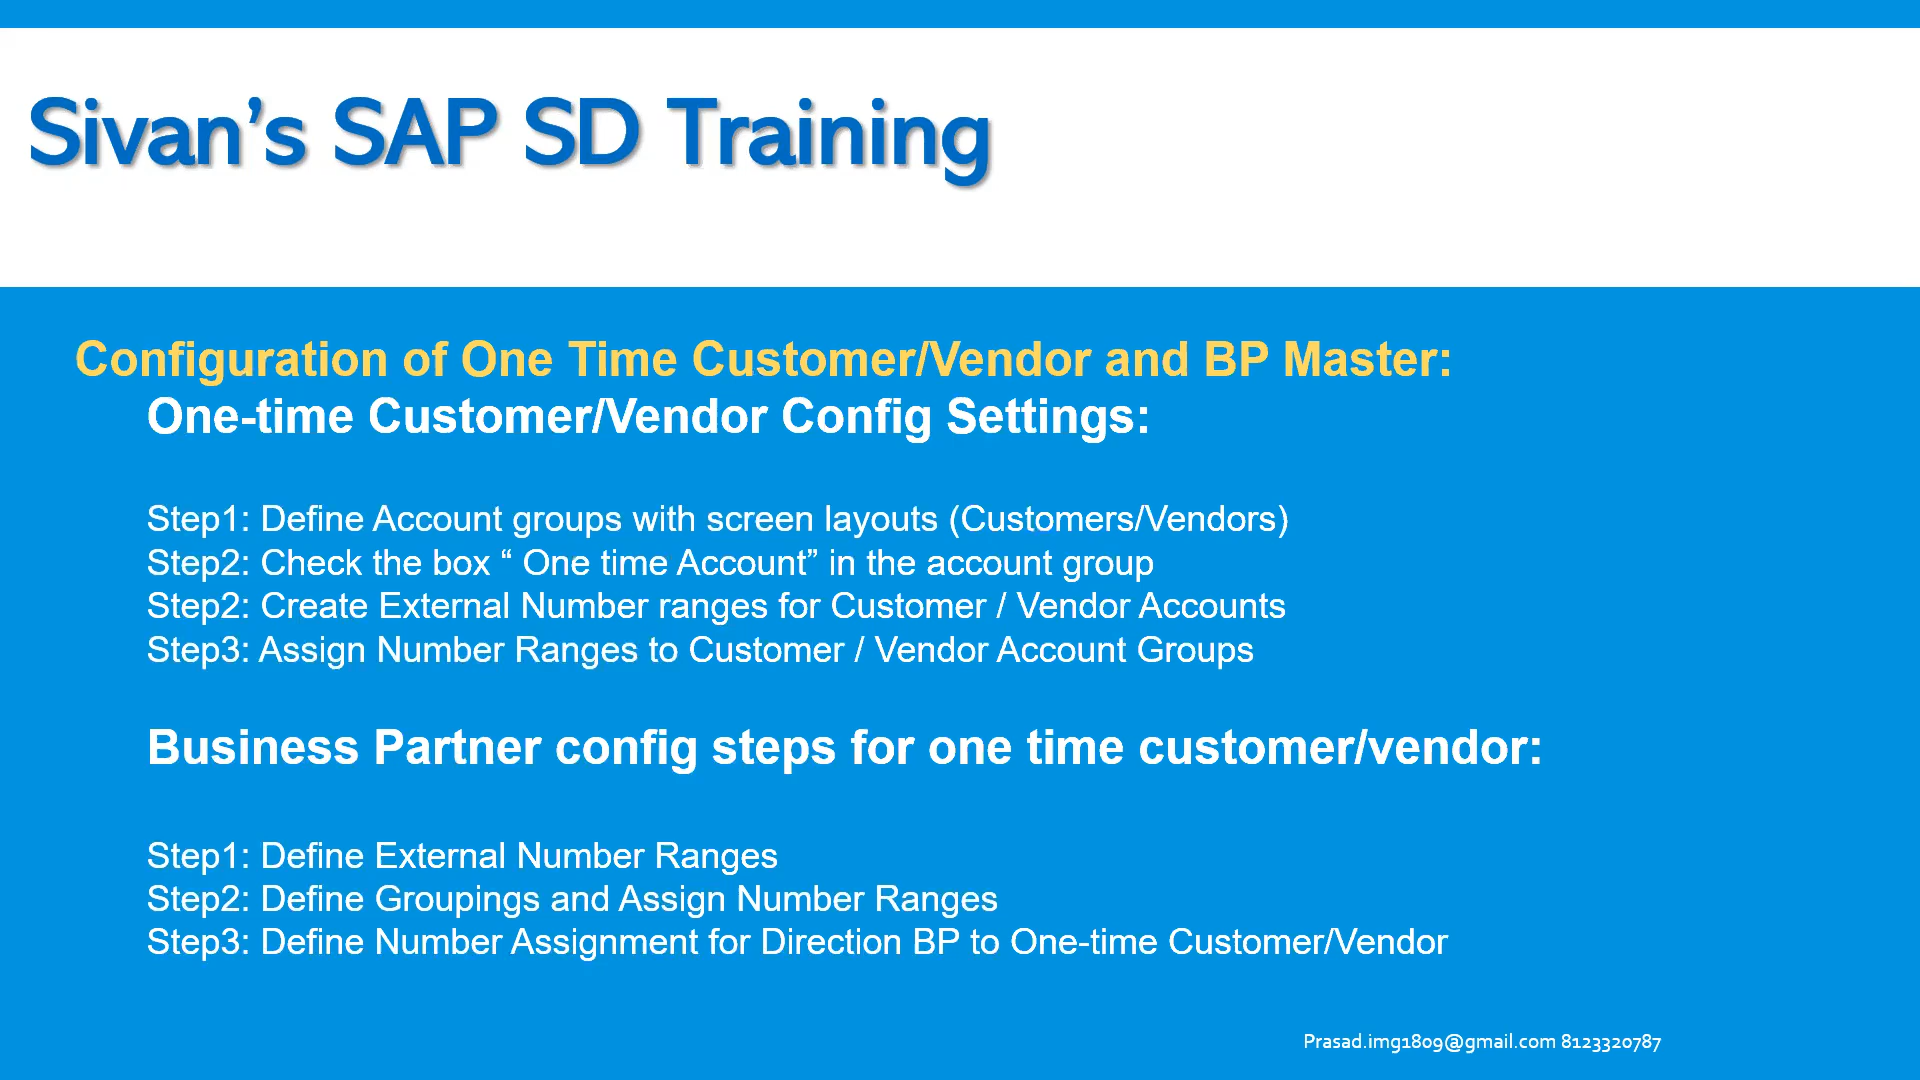 Sivan’s SAP SD Training
Configuration of One Time Customer/Vendor and BP Master:
One-time Customer/Vendor Config Settings:
Step1: Define Account groups with screen layouts (Customers/Vendors)
Step2: Check the box “ One time Account” in the account group
Step2: Create External Number ranges for Customer / Vendor Accounts
Step3: Assign Number Ranges to Customer / Vendor Account Groups
Business Partner config steps for one time customer/vendor:
Step1: Define External Number Ranges
Step2: Define Groupings and Assign Number Ranges
Step3: Define Number Assignment for Direction BP to One-time Customer/Vendor
Prasad.img1809@gmail.com 8123320787